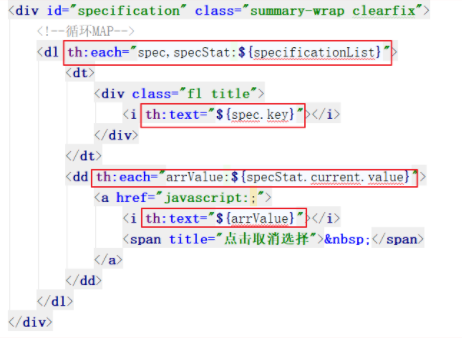 <div id="specification" class="summary-wrap clearfix">
<!--循环MAP-->
<dl th:each="spec,specStat:${specificationList}">
<dt>
<div class="fl title">
<i th:text="${spec.key}"></i>
</div>
</dt>
<dd th:each="arrValue:${specStat.current.value}">
<a href="javascript:;">
<i th:text="${arrValue}"></i>
<span title="点击取消选择">&nbsp;</span>
</a>
</dd>
</dl>
</div>